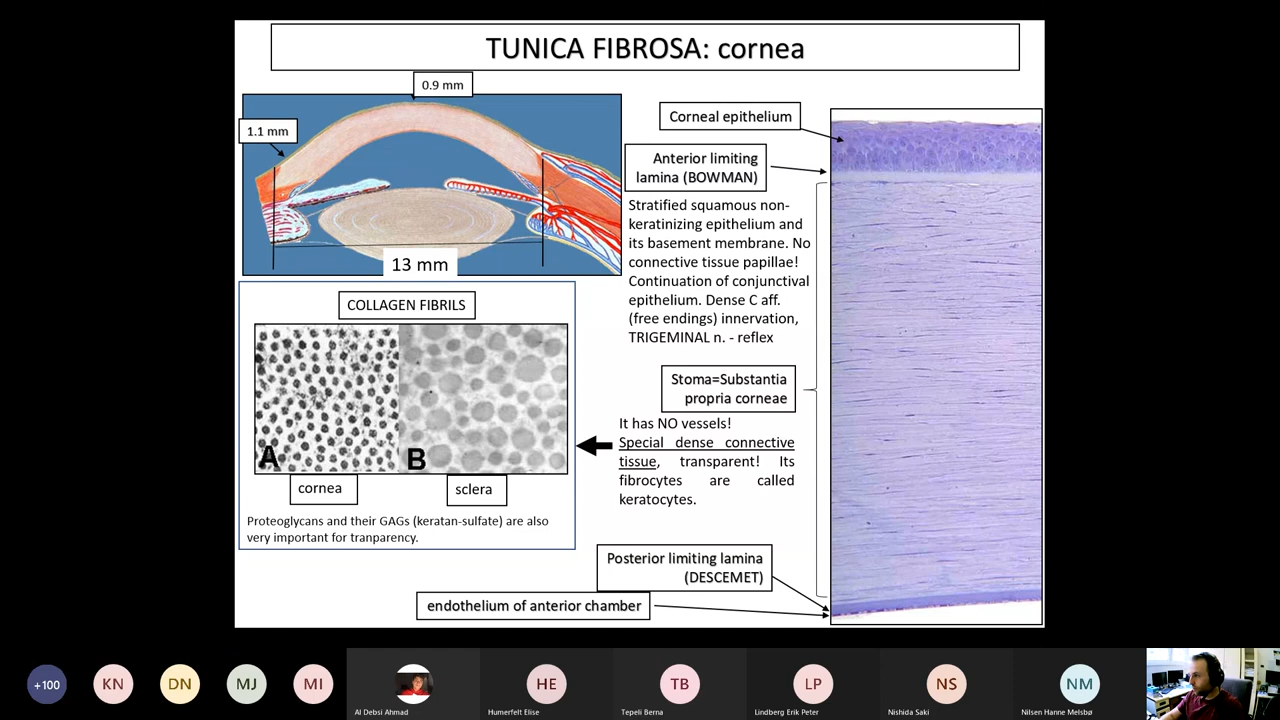 TUNICA FIBROSA: cornea
0.9 mm
1.1 mm
13 mm
Corneal epithelium
Anterior limiting
lamina (BOWMAN)
Stratified squamous non-
keratinizing epithelium and
its basement membrane. No
connective tissue papillae!
Continuation of conjunctival
epithelium. Dense C aff.
(free endings) innervation,
TRIGEMINAL n. - reflex
COLLAGEN FIBRILS
A
B
cornea
sclera
Proteoglycans and their GAGs (keratan-sulfate) are also
very important for tranparency.
Stoma=Substantia
propria corneae
It has NO vessels!
Special dense connective
tissue, transparent! Its
fibrocytes are called
keratocytes.
Posterior limiting lamina
(DESCEMET)
endothelium of anterior chamber
+100
KN
DN
MJ
MI
Al Debsi Ahmad
HE
Humerfelt Elise
TB
Tepeli Berna
LP
Lindberg Erik Peter
NS
Nishida Saki
NM
Nilsen Hanne Melsbø